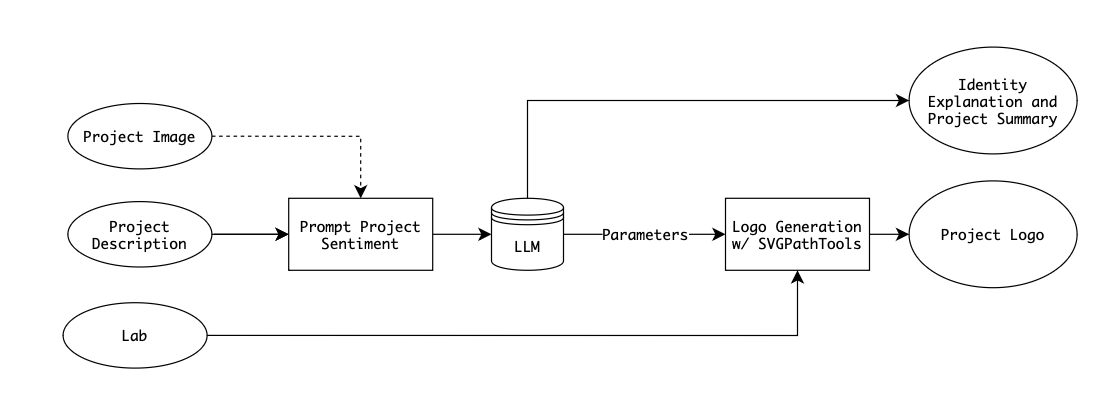 Identity
Explanation and
Project Summary
Project Image
Project
Description
Prompt Project
Sentiment
LLM
Parameters
Logo Generation
w/ SVGPathTools
Project Logo
Lab